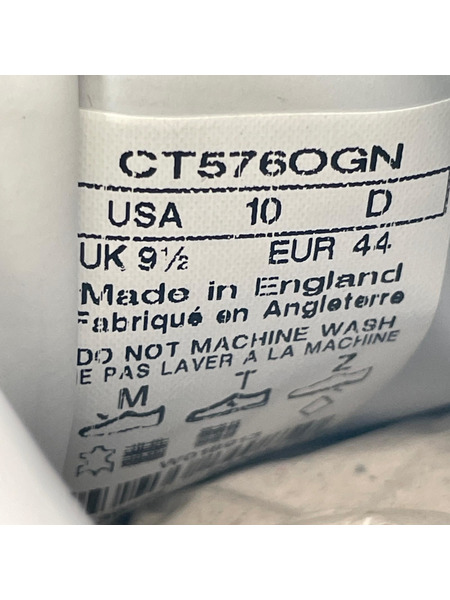 CT576OGN
USA 10 D
UK 9½ EUR 44
Made in England
Fabriqué en Angleterre
DO NOT MACHINE WASH
E PAS LAVER A LA MACHINE
M T Z